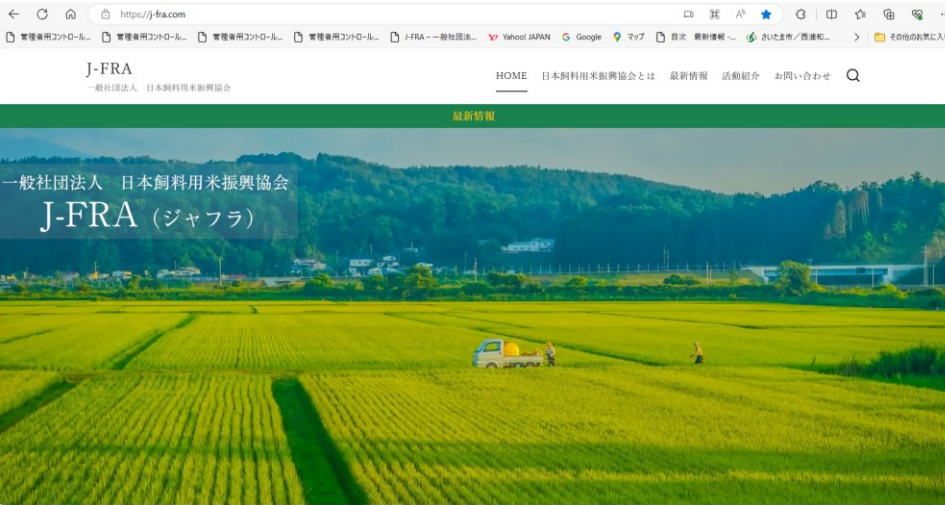 https://j-fra.com
管理者用コントロール... 管理者用コントロール... 管理者用コントロール... 管理者用コントロール... J-FRA – 一般社団法... Yahoo! JAPAN Google マップ 目次 最新情報 -... さいたま市／西浦和... その他のお気に入
J-FRA
一般社団法人 日本飼料用米振興協会
HOME 日本飼料用米振興協会とは 最新情報 活動紹介 お問い合わせ
最新情報
一般社団法人 日本飼料用米振興協会
J-FRA（ジャフラ）